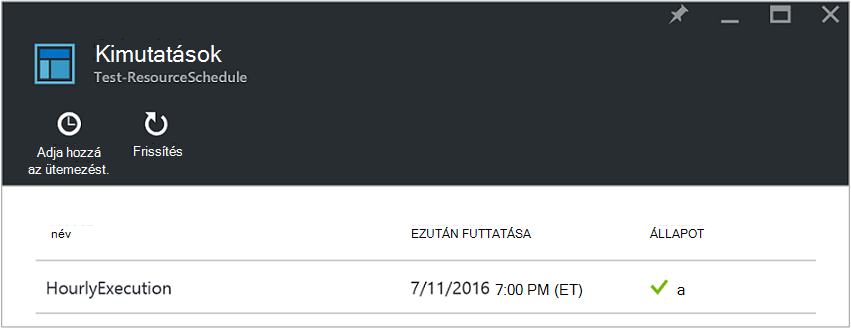 Kimutatások
Test-ResourceSchedule
Adja hozzá
az ütemezést.
Frissítés
név EZUTÁN FUTTATÁSA ÁLLAPOT
HourlyExecution 7/11/2016 7:00 PM (ET) a